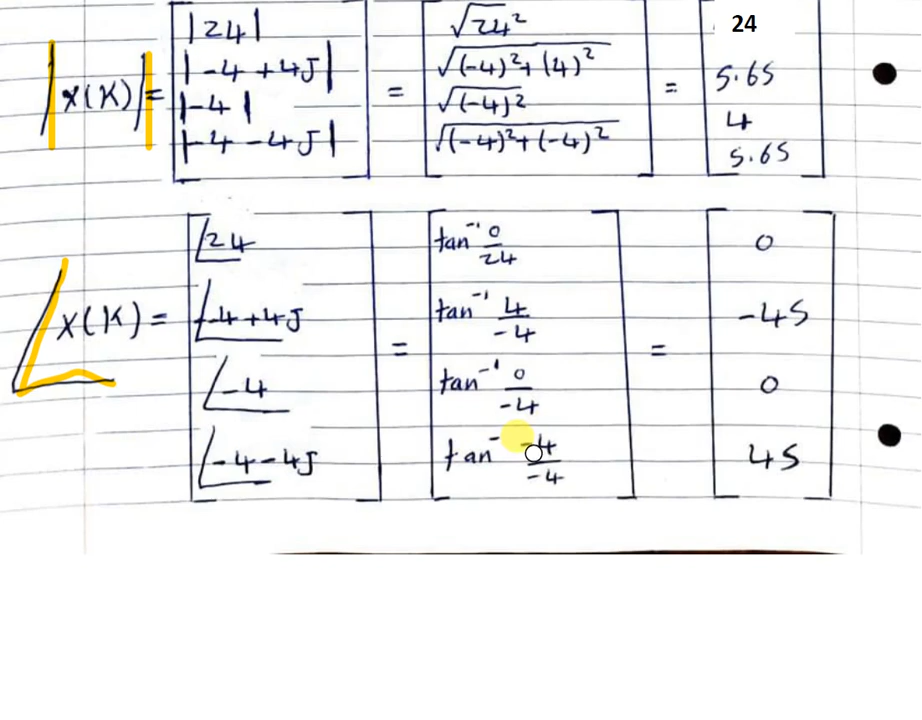 |X(K)| = [ |24| = [ √24² = [ 24
|-4+4J| √(-4)²+(4)² 5.65
|-4| √(-4)² 4
|-4-4J| ] √(-4)²+(-4)² ] 5.65 ]
∠X(K) = [ ∠24 = [ tan⁻¹ 0/24 = [ 0
∠-4+4J tan⁻¹ 4/-4 -45
∠-4 tan⁻¹ 0/-4 0
∠-4-4J ] tan⁻ -4/-4 ] 45 ]